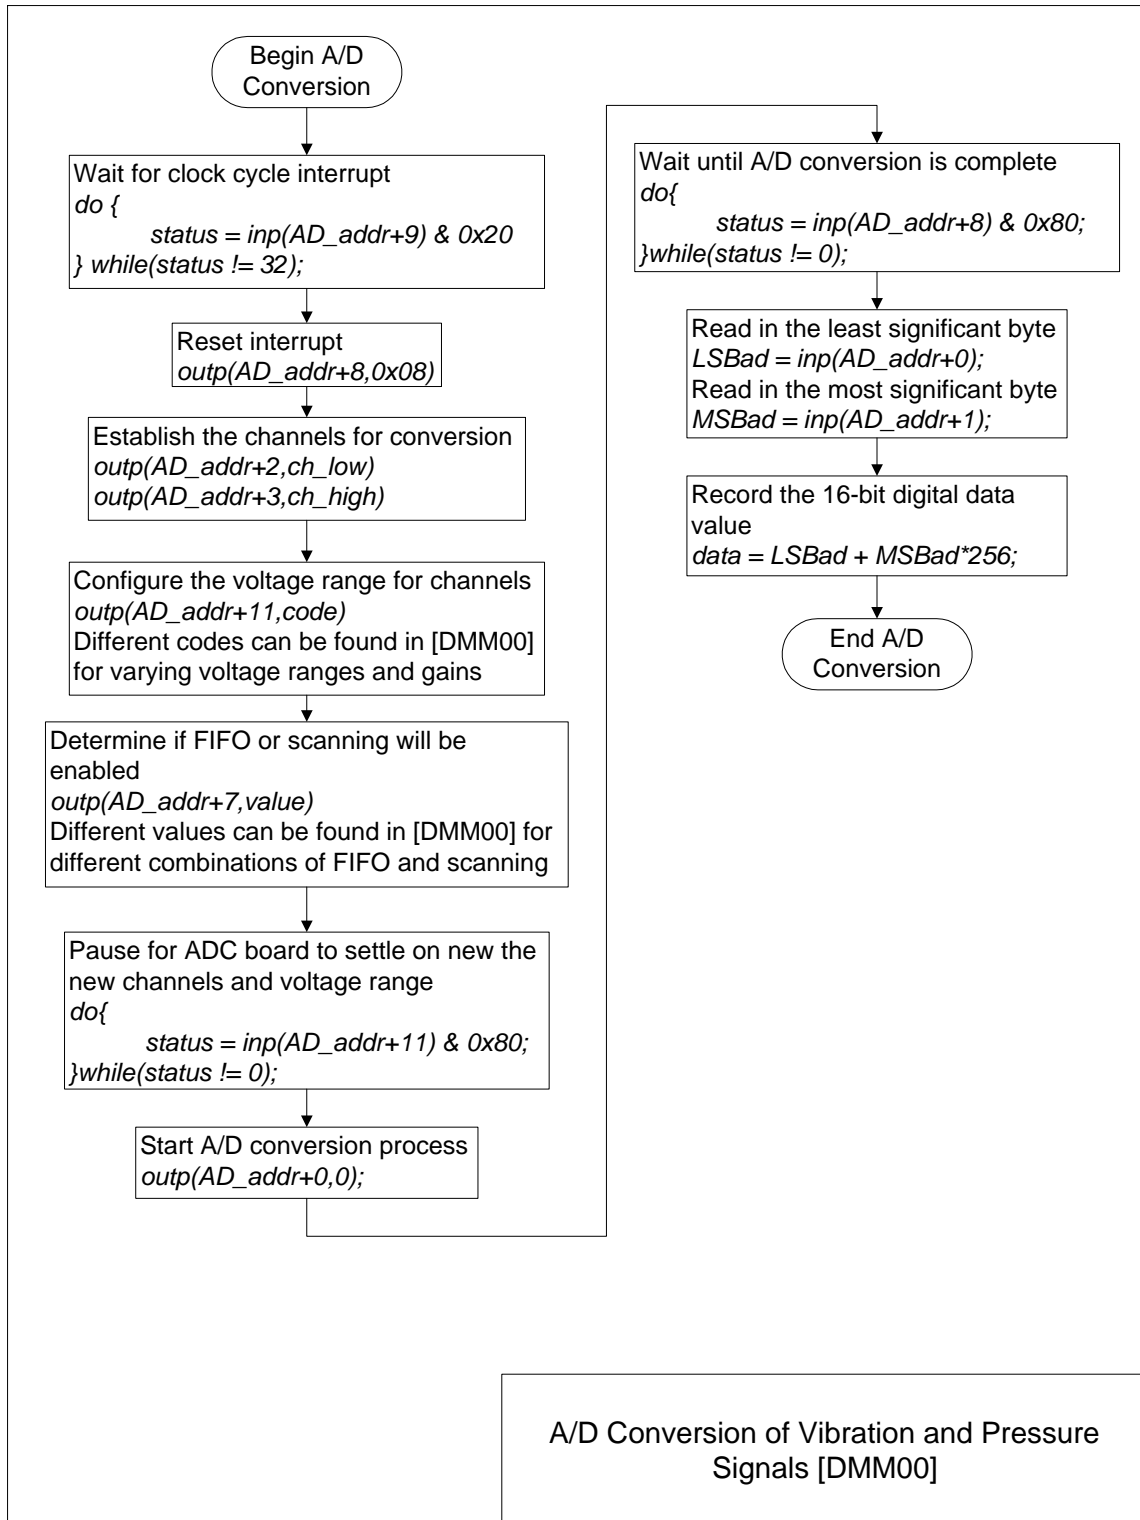 Begin A/D
Conversion
Wait for clock cycle interrupt
do {
status = inp(AD_addr+9) & 0x20
} while(status != 32);
Reset interrupt
outp(AD_addr+8,0x08)
Establish the channels for conversion
outp(AD_addr+2,ch_low)
outp(AD_addr+3,ch_high)
Configure the voltage range for channels
outp(AD_addr+11,code)
Different codes can be found in [DMM00]
for varying voltage ranges and gains
Determine if FIFO or scanning will be
enabled
outp(AD_addr+7,value)
Different values can be found in [DMM00] for
different combinations of FIFO and scanning
Pause for ADC board to settle on new the
new channels and voltage range
do{
status = inp(AD_addr+11) & 0x80;
}while(status != 0);
Start A/D conversion process
outp(AD_addr+0,0);
Wait until A/D conversion is complete
do{
status = inp(AD_addr+8) & 0x80;
}while(status != 0);
Read in the least significant byte
LSBad = inp(AD_addr+0);
Read in the most significant byte
MSBad = inp(AD_addr+1);
Record the 16-bit digital data
value
data = LSBad + MSBad*256;
End A/D
Conversion
A/D Conversion of Vibration and Pressure
Signals [DMM00]